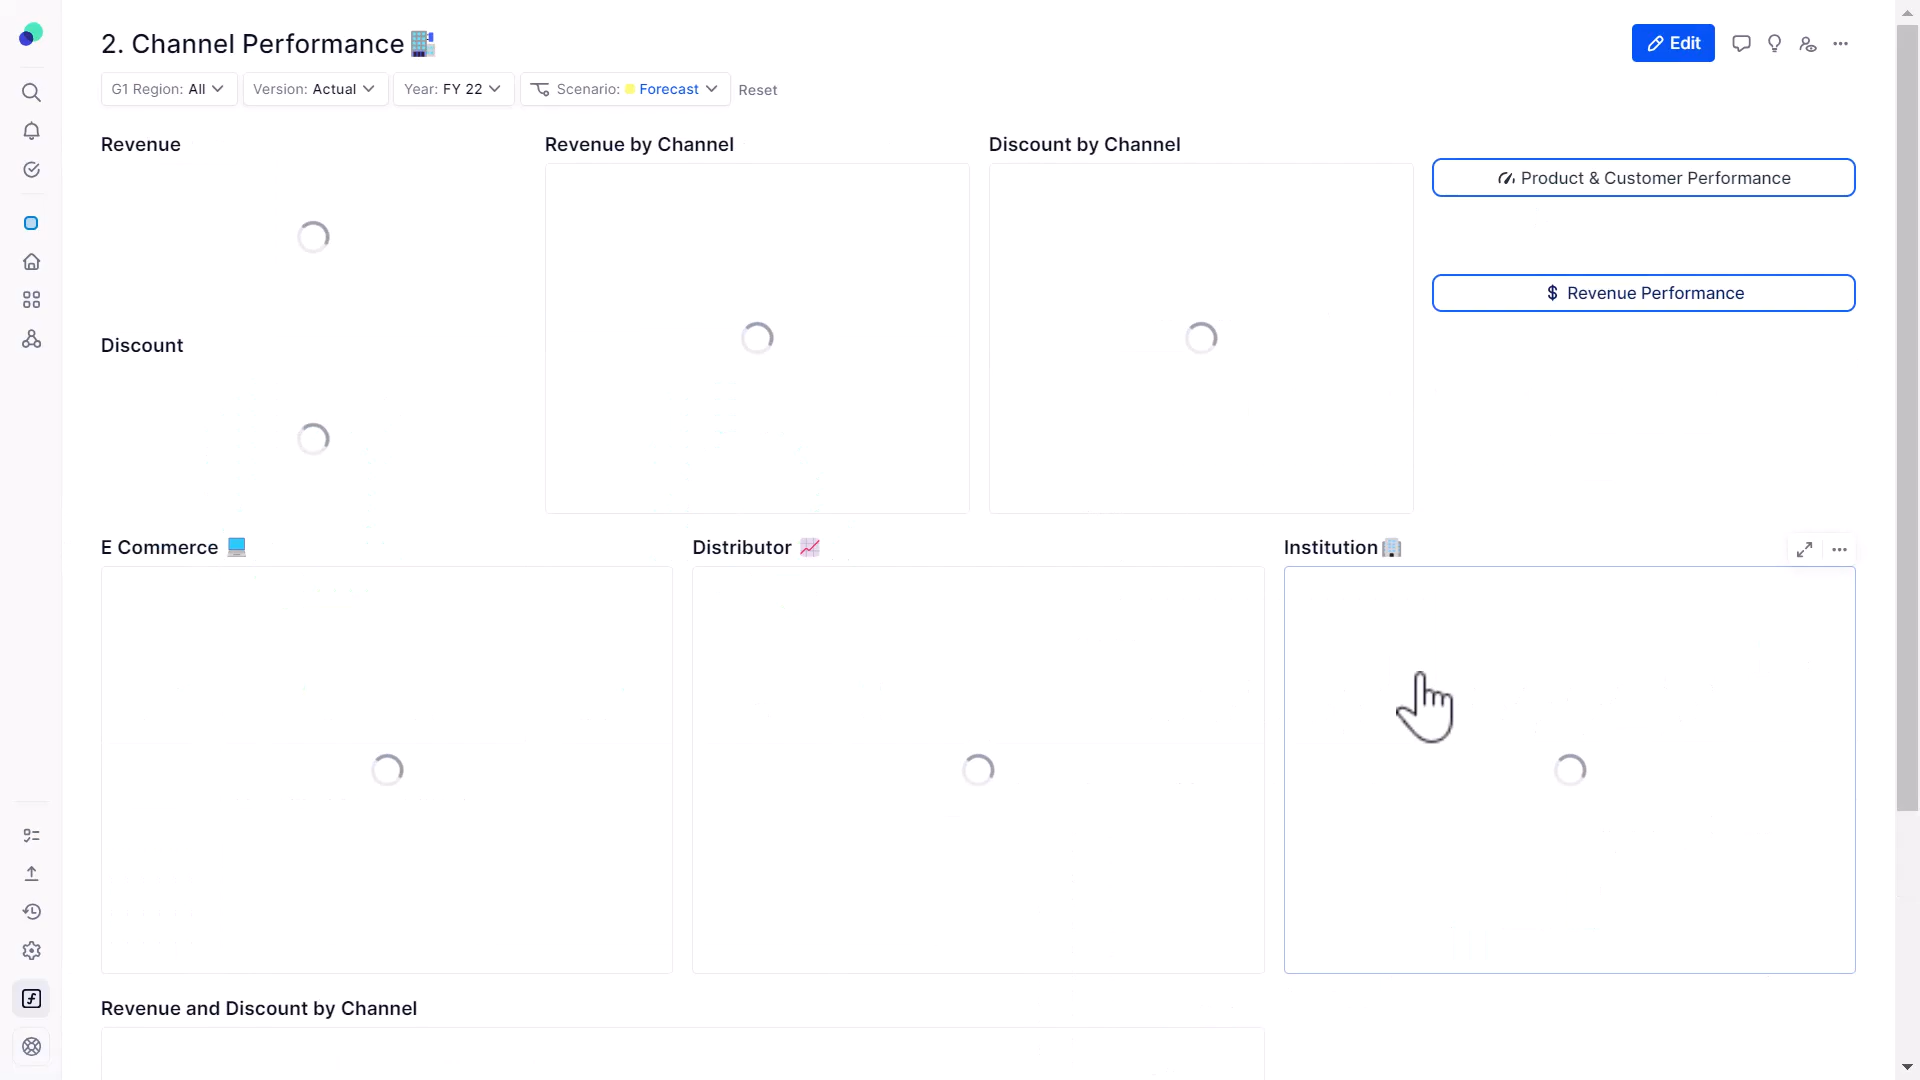 2. Channel Performance
Edit
G1 Region: All
Version: Actual
Year: FY 22
Scenario: Forecast
Reset
Revenue
Revenue by Channel
Discount by Channel
Product & Customer Performance
$ Revenue Performance
Discount
E Commerce
Distributor
Institution
Revenue and Discount by Channel